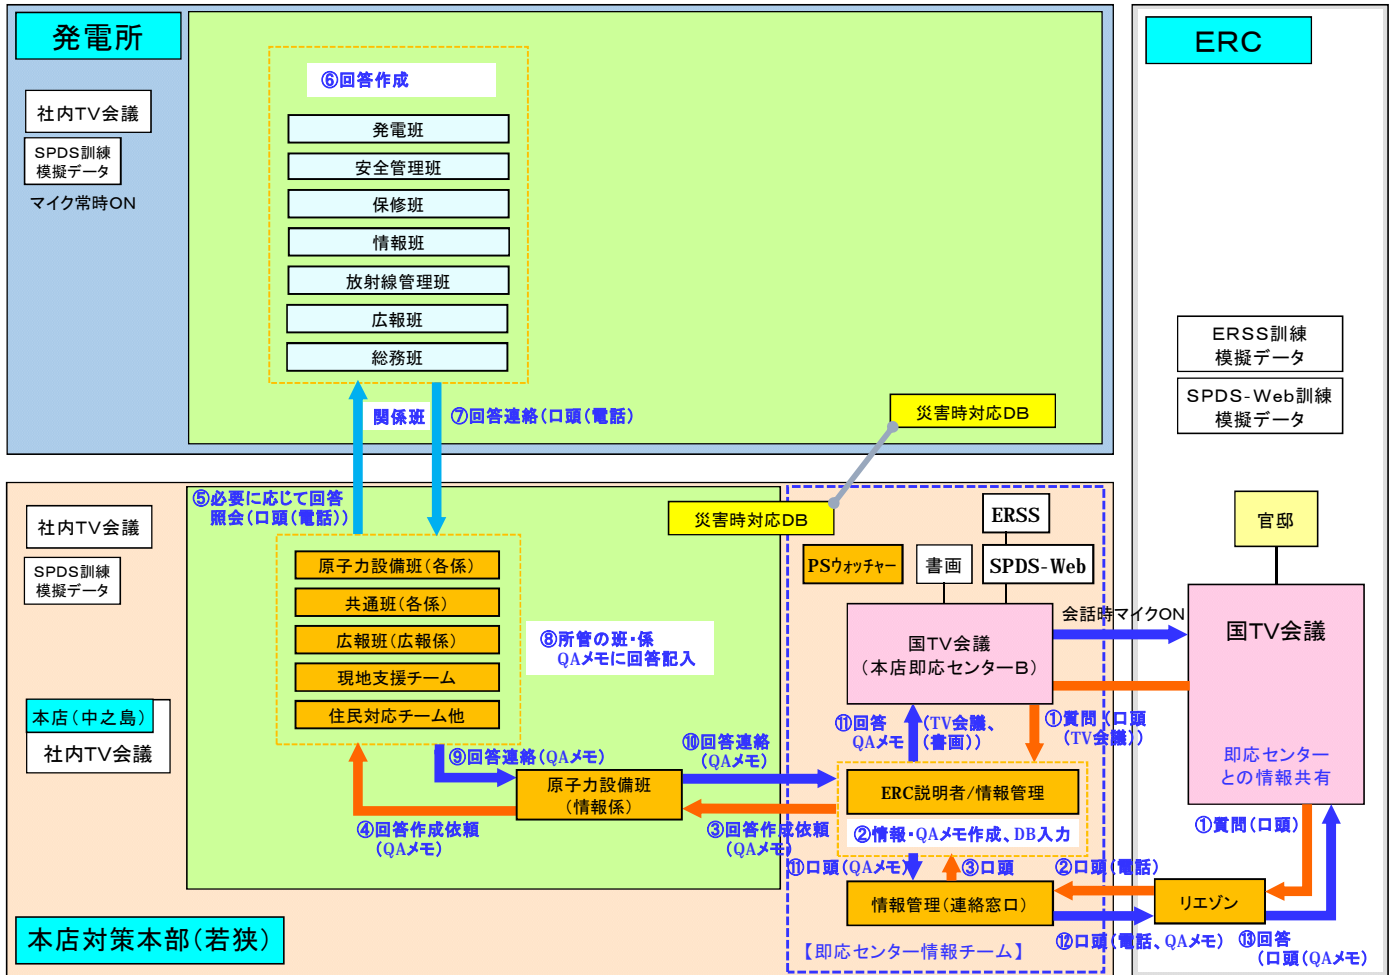 発電所
社内TV会議
SPDS訓練
模擬データ
マイク常時ON
⑥回答作成
発電班
安全管理班
保修班
情報班
放射線管理班
広報班
総務班
関係班
⑦回答連絡(口頭(電話)
災害時対応DB
ERC
ERSS訓練
模擬データ
SPDS-Web訓練
模擬データ
官邸
国TV会議
即応センター
との情報共有
①質問(口頭)
リエゾン
⑬回答
(口頭(QAメモ)
社内TV会議
SPDS訓練
模擬データ
本店(中之島)
社内TV会議
本店対策本部(若狭)
⑤必要に応じて回答
照会(口頭(電話))
原子力設備班(各係)
共通班(各係)
広報班(広報係)
現地支援チーム
住民対応チーム他
⑧所管の班・係
QAメモに回答記入
⑨回答連絡(QAメモ)
④回答作成依頼
(QAメモ)
原子力設備班
(情報係)
⑩回答連絡
(QAメモ)
③回答作成依頼
(QAメモ)
災害時対応DB
ERSS
PSウォッチャー
書画
SPDS-Web
会話時マイクON
国TV会議
(本店即応センターB)
⑪回答
QAメモ
(TV会議、
(書画))
①質問(口頭
(TV会議))
ERC説明者/情報管理
②情報・QAメモ作成、DB入力
⑪口頭(QAメモ)
③口頭
②口頭(電話)
情報管理(連絡窓口)
⑫口頭(電話、QAメモ)
【即応センター情報チーム】